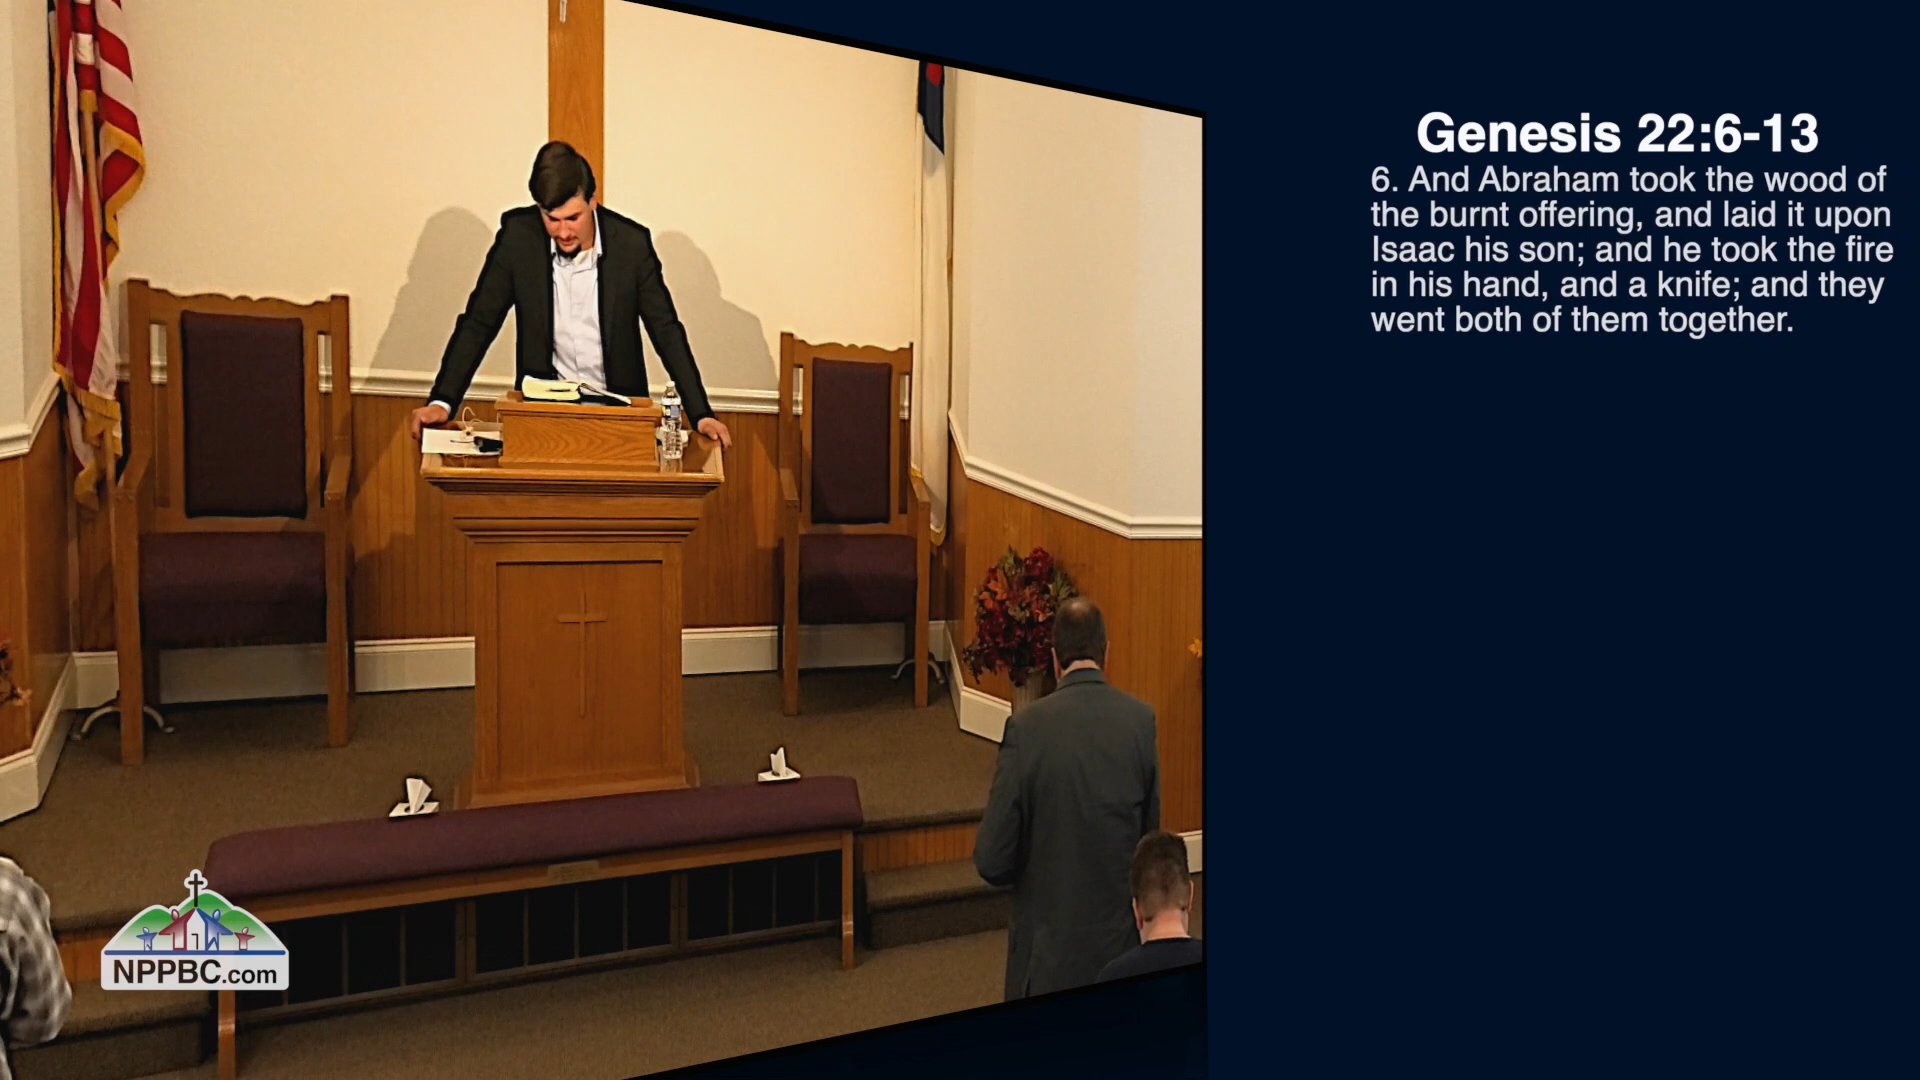 Genesis 22:6-13
6. And Abraham took the wood of
the burnt offering, and laid it upon
Isaac his son; and he took the fire
in his hand, and a knife; and they
went both of them together.
NPPBC.com